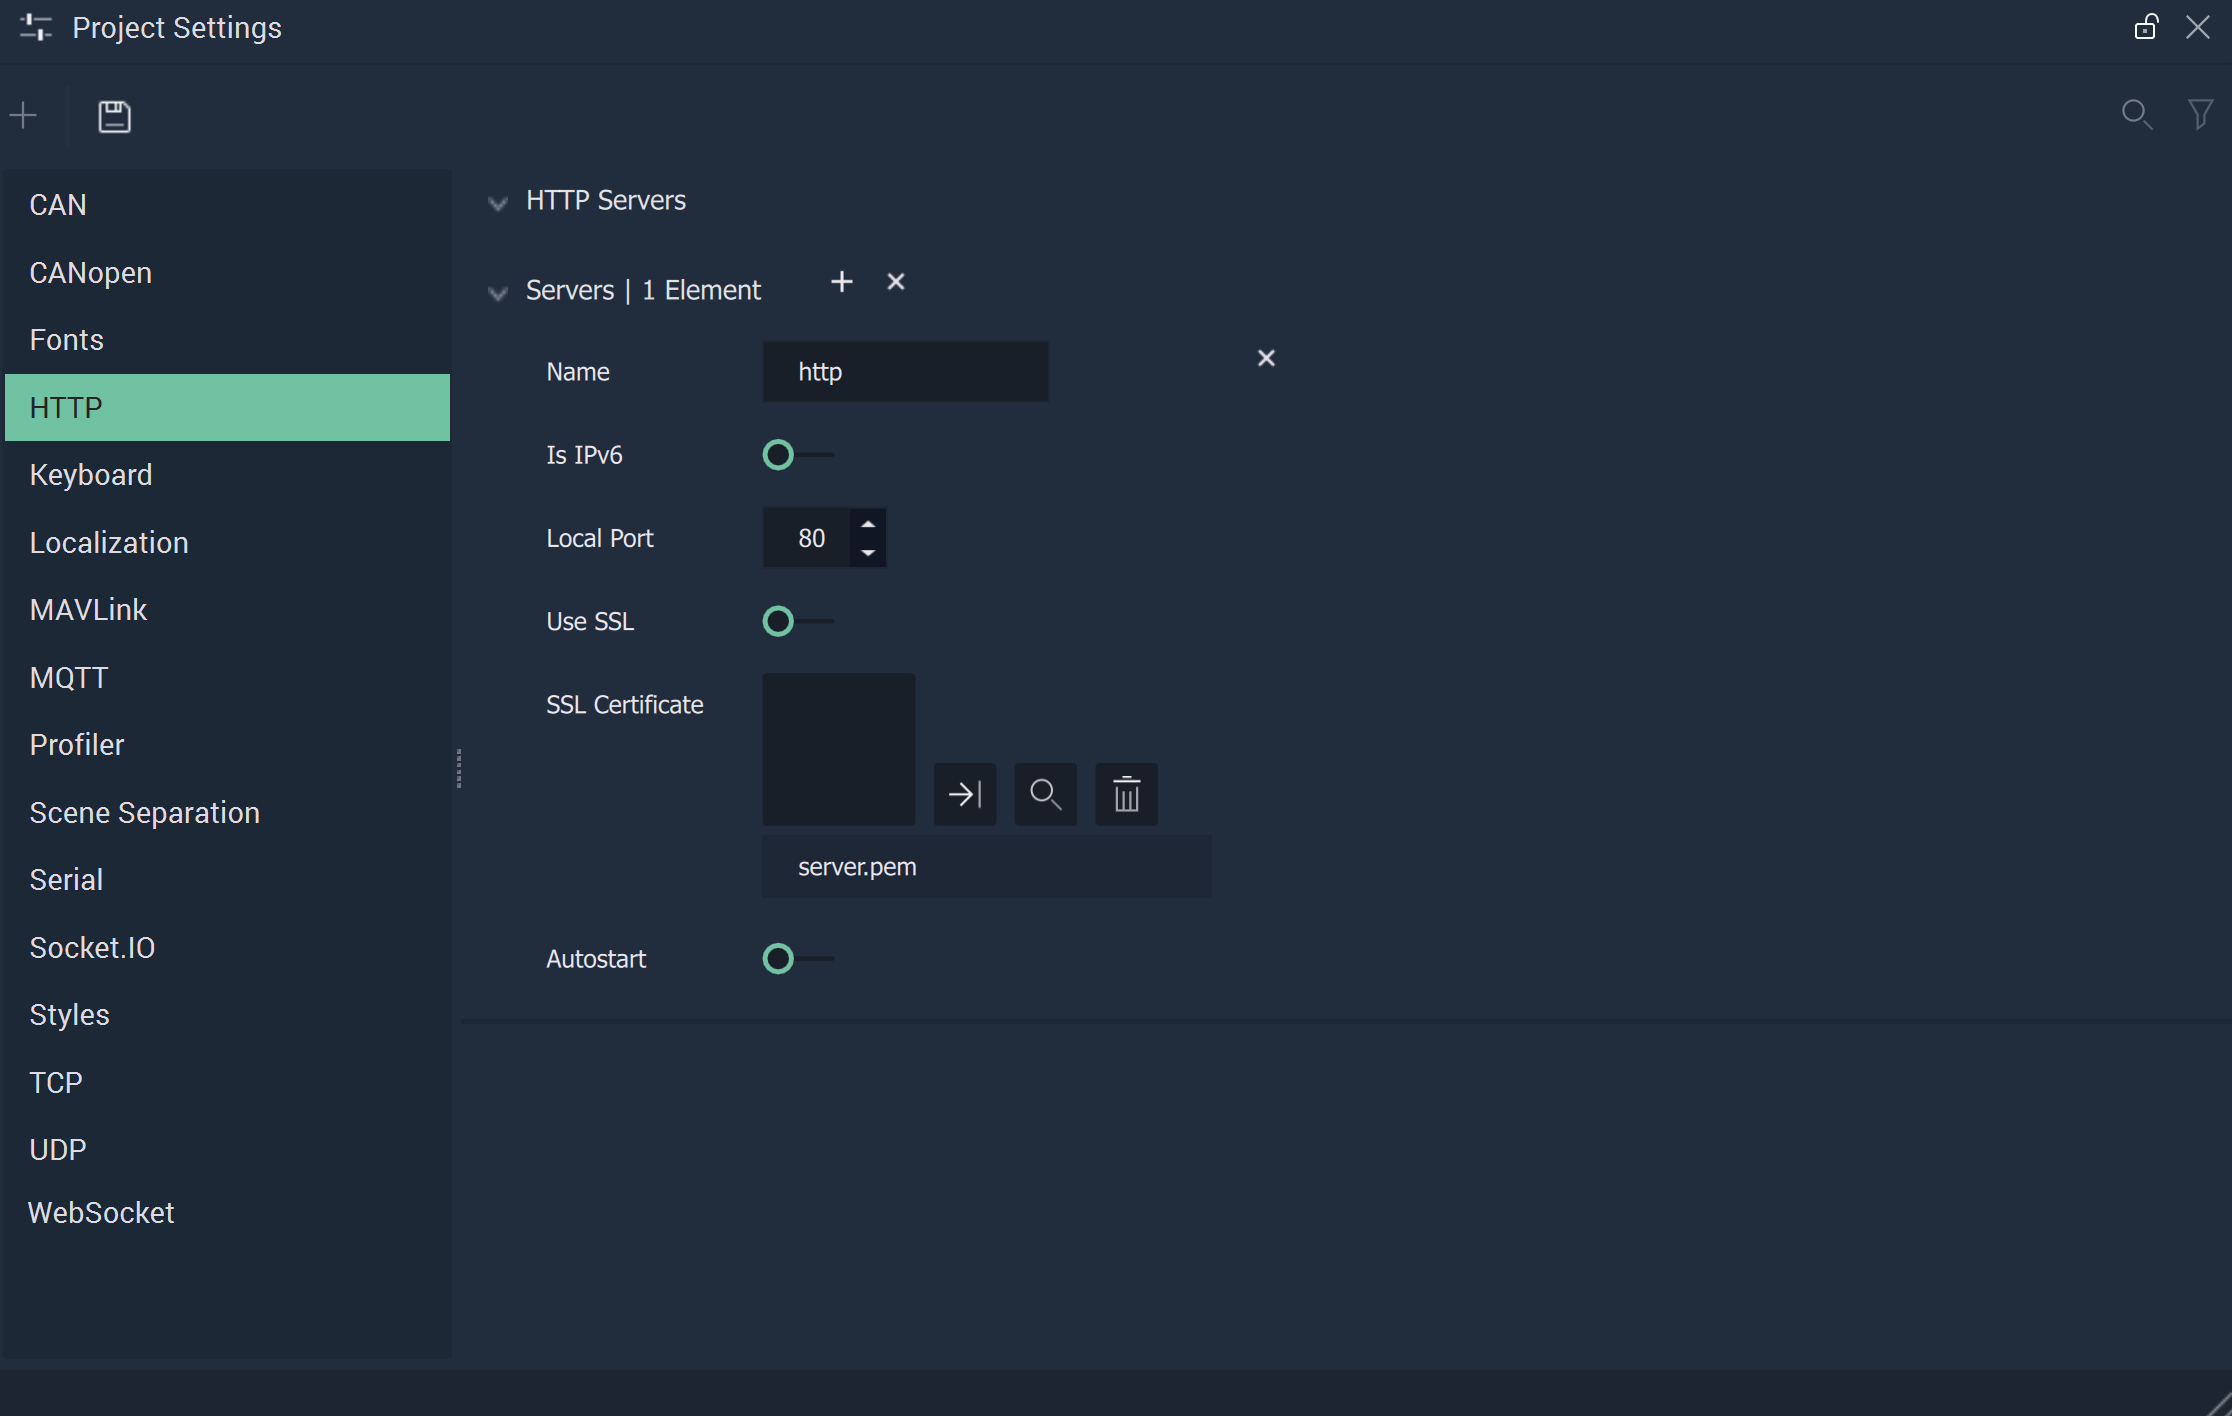 Project Settings
CAN
CANopen
Fonts
HTTP
Keyboard
Localization
MAVLink
MQTT
Profiler
Scene Separation
Serial
Socket.IO
Styles
TCP
UDP
WebSocket
HTTP Servers
Servers | 1 Element
Name http
Is IPv6
Local Port 80
Use SSL
SSL Certificate
server.pem
Autostart